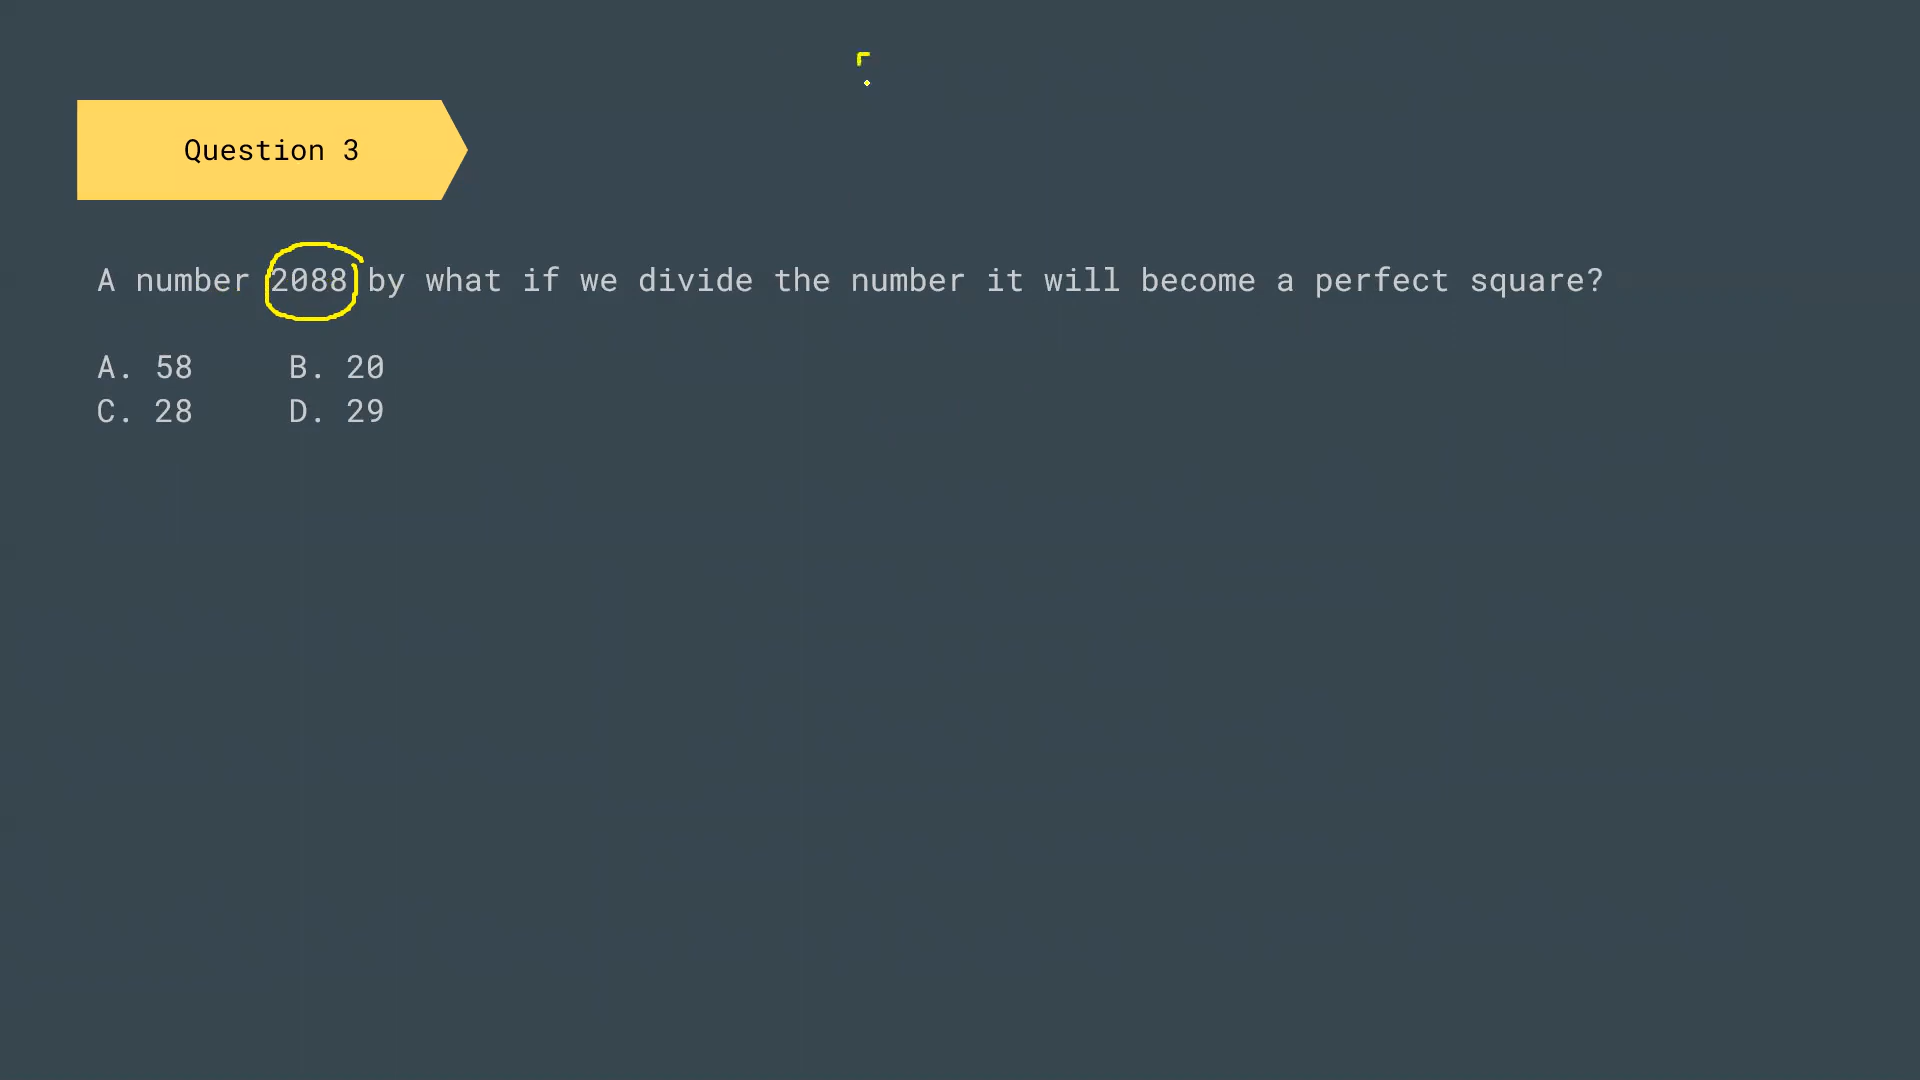 Question 3
A number 2088 by what if we divide the number it will become a perfect square?
A. 58 B. 20
C. 28 D. 29